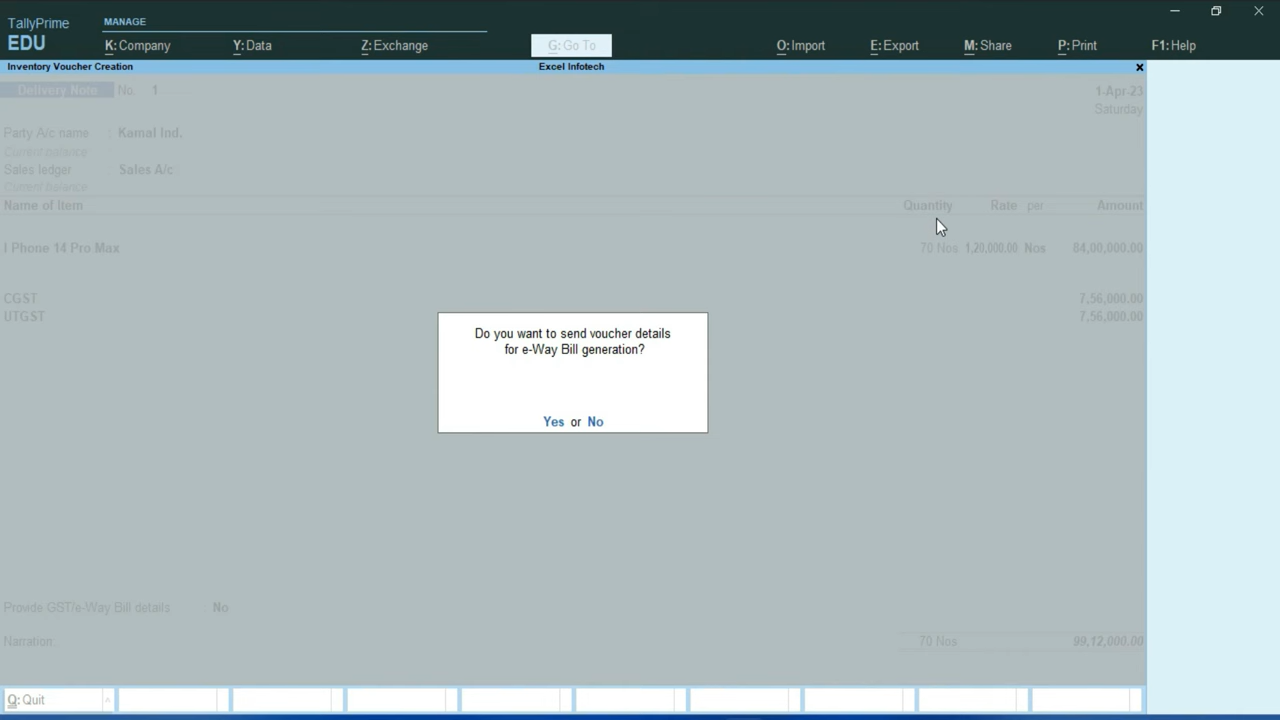 TallyPrime
EDU
MANAGE
K: Company
Y: Data
Z: Exchange
G: Go To
O: Import
E: Export
M: Share
P: Print
F1: Help
Inventory Voucher Creation
Excel Infotech
Delivery Note No. 1
1-Apr-23
Saturday
Party A/c name : Kamal Ind.
Current balance :
Sales ledger : Sales A/c
Current balance :
Name of Item Quantity Rate per Amount
I Phone 14 Pro Max 70 Nos 1,20,000.00 Nos 84,00,000.00
CGST 7,56,000.00
UTGST 7,56,000.00
Do you want to send voucher details
for e-Way Bill generation?
Yes or No
Provide GST/e-Way Bill details : No
Narration: 70 Nos 99,12,000.00
Q: Quit